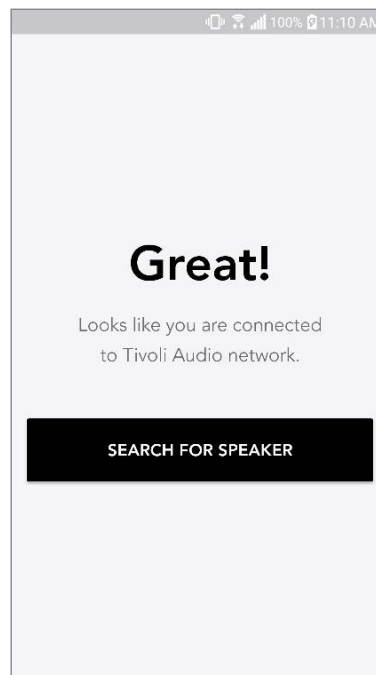 100% 11:10 AM
Great!
Looks like you are connected
to Tivoli Audio network.
SEARCH FOR SPEAKER